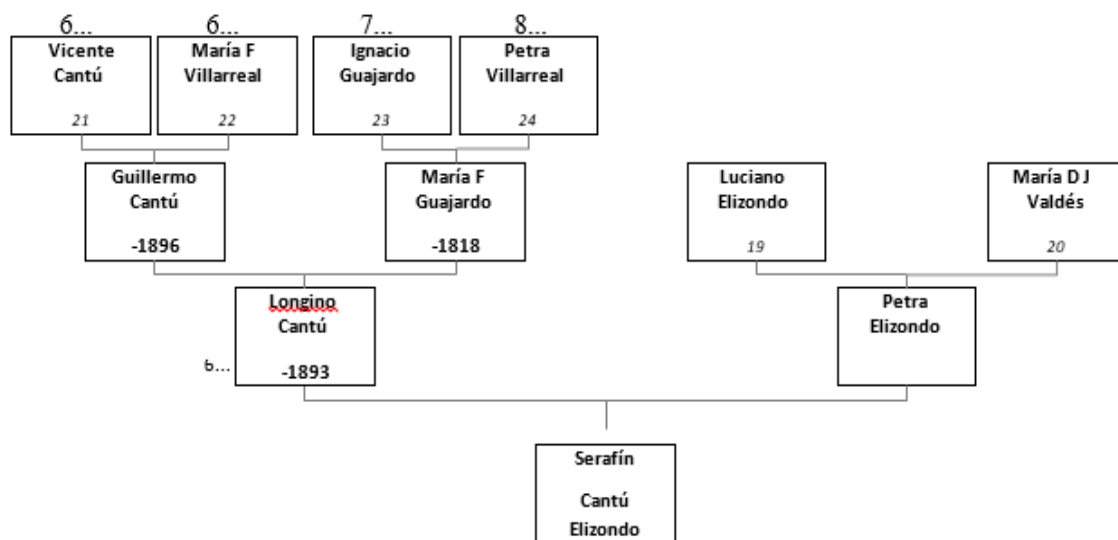 6... 6... 7... 8...
Vicente María F Ignacio Petra
Cantú Villarreal Guajardo Villarreal
21 22 23 24
Guillermo María F Luciano María D J
Cantú Guajardo Elizondo Valdés
-1896 -1818 19 20
Longino Petra
Cantú Elizondo
6... -1893
Serafín
Cantú
Elizondo